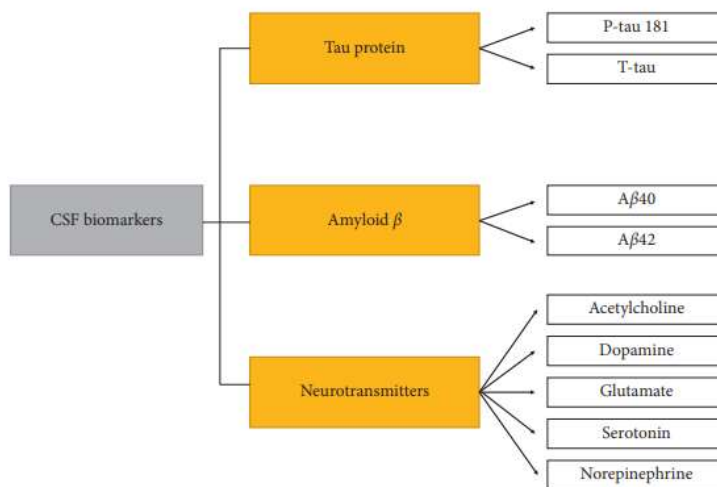 CSF biomarkers
Tau protein
P-tau 181
T-tau
Amyloid β
Aβ40
Aβ42
Neurotransmitters
Acetylcholine
Dopamine
Glutamate
Serotonin
Norepinephrine